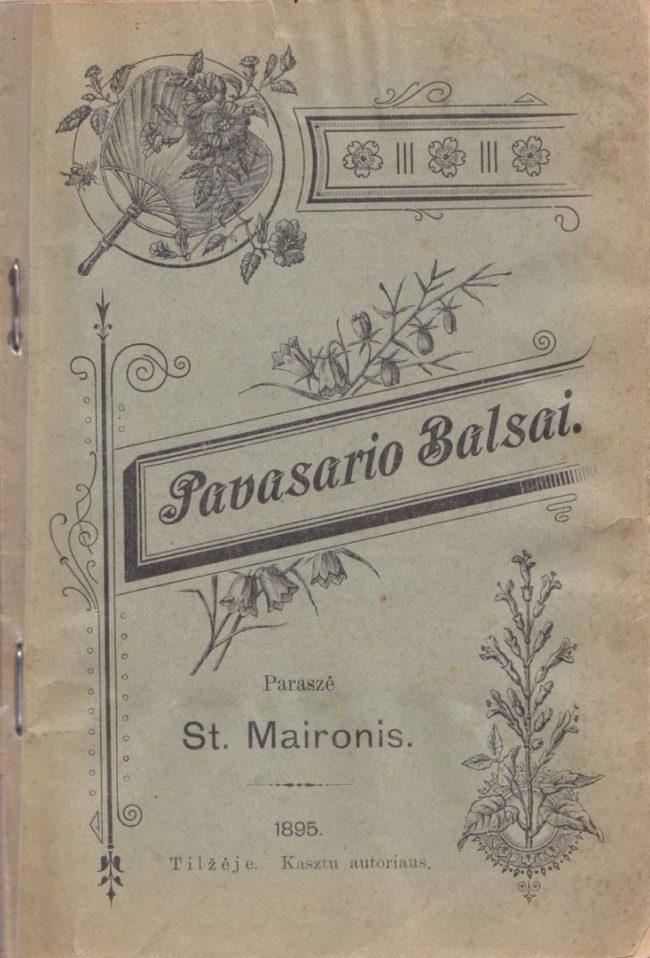 Pavasario Balsai.
Paraszė
St. Maironis.
1895.
Tilžėje. Kasztu autoriaus.